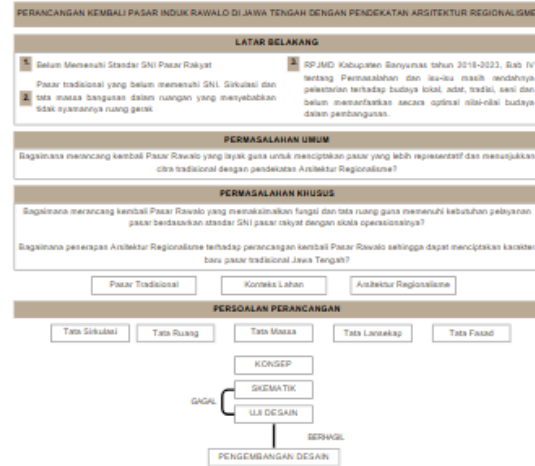 PERANCANGAN KEMBALI PASAR INDUK RAWALO DI JAWA TENGAH DENGAN PENDEKATAN ARSITEKTUR REGIONALISME
LATAR BELAKANG
1. Belum Memenuhi Standar SNI Pasar Rakyat
2. Pasar tradisional yang belum memenuhi SNI. Sirkulasi dan
tata massa bangunan dalam ruangan yang menyebabkan
tidak nyamannya ruang gerak
3. RPJMD Kabupaten Banyumas tahun 2018-2023, Bab IV
tentang Permasalahan dan isu-isu masih rendahnya
pelestarian terhadap budaya lokal, adat, tradisi, seni dan
belum memanfaatkan secara optimal nilai-nilai budaya
dalam pembangunan.
PERMASALAHAN UMUM
Bagaimana merancang kembali Pasar Rawalo yang layak guna untuk menciptakan pasar yang lebih representatif dan menunjukkan
citra tradisional dengan pendekatan Arsitektur Regionalisme?
PERMASALAHAN KHUSUS
Bagaimana merancang kembali Pasar Rawalo yang memaksimalkan fungsi dan tata ruang guna memenuhi kebutuhan pelayanan
pasar berdasarkan standar SNI pasar rakyat dengan skala operasionalnya?
Bagaimana penerapan Arsitektur Regionalisme terhadap perancangan kembali Pasar Rawalo sehingga dapat menciptakan karakter
baru pasar tradisional Jawa Tengah?
Pasar Tradisional
Konteks Lahan
Arsitektur Regionalisme
PERSOALAN PERANCANGAN
Tata Sirkulasi
Tata Ruang
Tata Massa
Tata Lansekap
Tata Fasad
KONSEP
SKEMATIK
GAGAL
UJI DESAIN
BERHASIL
PENGEMBANGAN DESAIN